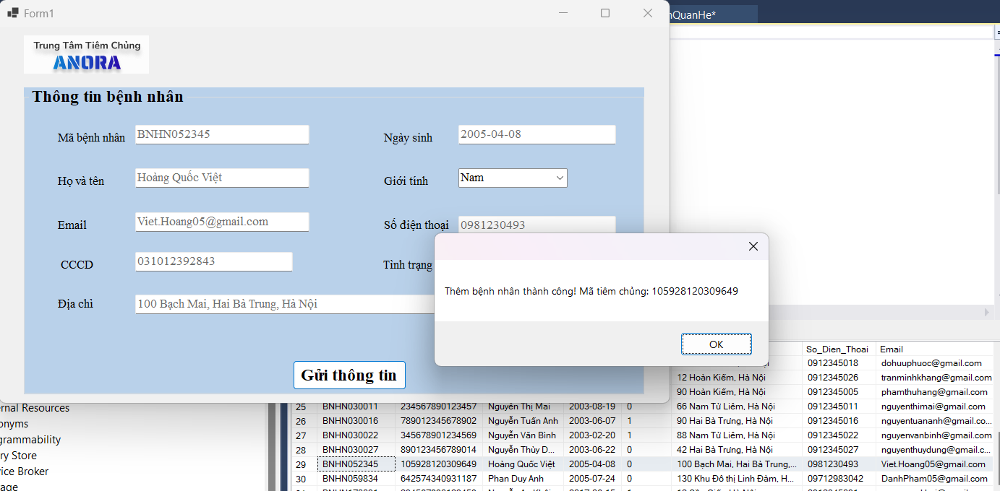 Form1
nQuanHe*
Trung Tâm Tiêm Chủng
ANORA
Thông tin bệnh nhân
Mã bệnh nhân BNHN052345 Ngày sinh 2005-04-08
Họ và tên Hoàng Quốc Việt Giới tính Nam
Email Viet.Hoang05@gmail.com Số điện thoại 0981230493
CCCD 031012392843 Tình trạng
Địa chỉ 100 Bạch Mai, Hai Bà Trung, Hà Nội
Gửi thông tin
Thêm bệnh nhân thành công! Mã tiêm chủng: 105928120309649
OK
So_Dien_Thoai Email
0912345018 dohuuphuoc@gmail.com
12 Hoàn Kiếm, Hà Nội 0912345026 tranminhkhang@gmail.com
90 Hoàn Kiếm, Hà Nội 0912345005 phamthuhang@gmail.com
25 BNHN030011 234567890123457 Nguyễn Thị Mai 2003-08-19 0 66 Nam Từ Liêm, Hà Nội 0912345011 nguyenthimai@gmail.com
26 BNHN030016 789012345678902 Nguyễn Tuấn Anh 2003-06-07 1 90 Hai Bà Trưng, Hà Nội 0912345016 nguyentuananh@gmail.co...
27 BNHN030022 345678901234569 Nguyễn Văn Bình 2003-02-20 1 88 Nam Từ Liêm, Hà Nội 0912345022 nguyenvanbinh@gmail.com
28 BNHN030027 890123456789014 Nguyễn Thùy D... 2003-06-22 0 42 Hai Bà Trưng, Hà Nội 0912345027 nguyenthuydung@gmail.c...
29 BNHN052345 105928120309649 Hoàng Quốc Việt 2005-04-08 0 100 Bạch Mai, Hai Bà Trung,... 0981230493 Viet.Hoang05@gmail.com
30 BNHN059834 642574340931187 Phan Duy Anh 2005-07-24 0 130 Khu Đô thị Linh Đàm, H... 09712983042 DanhPham05@gmail.com
rnal Resources
onyms
grammability
ry Store
vice Broker
rage